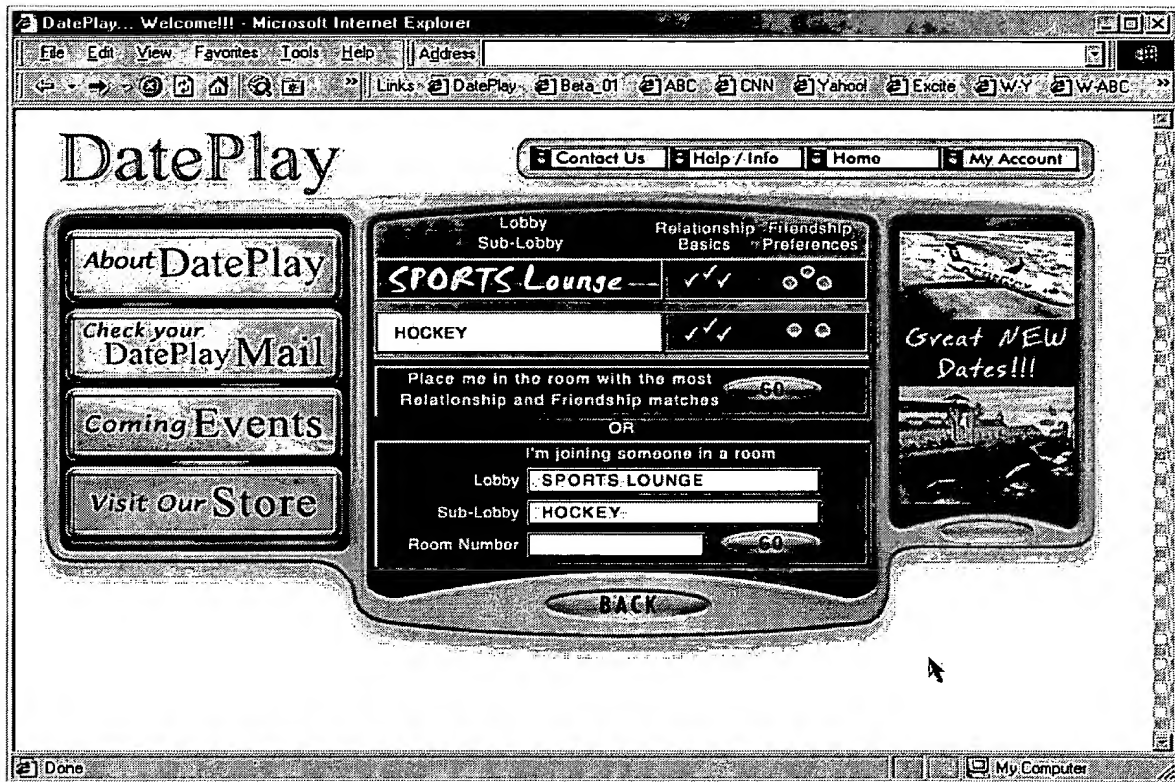 DatePlay... Welcome!!! - Microsoft Internet Explorer
File Edit View Favorites Tools Help Address
Links DatePlay Beta_01 ABC CNN Yahoo! Excite W-Y W-ABC
DatePlay
Contact Us Help / Info Home My Account
About DatePlay
Check your DatePlay Mail
Coming Events
Visit Our Store
Lobby
Sub-Lobby
Relationship Basics
Friendship Preferences
SPORTS Lounge
HOCKEY
Place me in the room with the most
Relationship and Friendship matches
GO
OR
I'm joining someone in a room
Lobby SPORTS LOUNGE
Sub-Lobby HOCKEY
Room Number GO
BACK
Great NEW
Dates!!!
Done My Computer